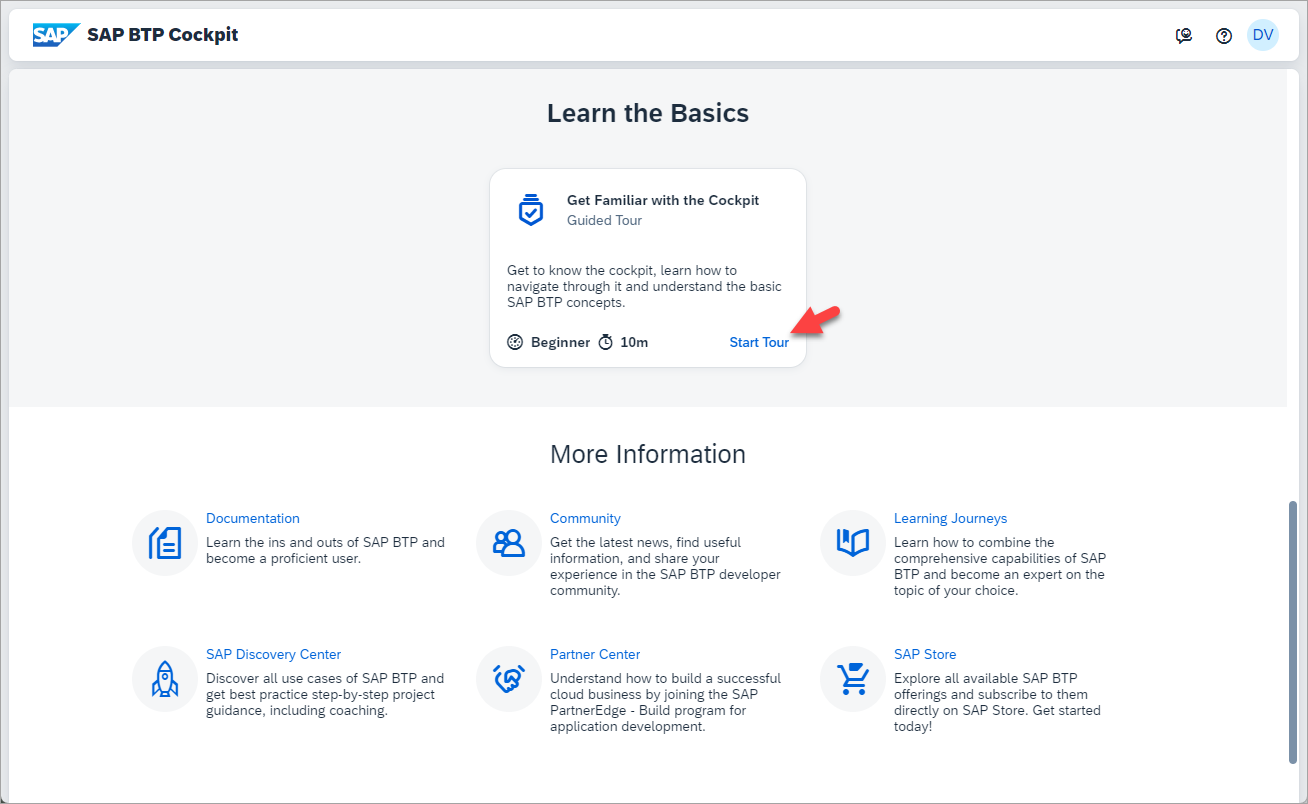 SAP SAP BTP Cockpit
DV
Learn the Basics
Get Familiar with the Cockpit
Guided Tour
Get to know the cockpit, learn how to
navigate through it and understand the basic
SAP BTP concepts.
Beginner 10m Start Tour
More Information
Documentation
Learn the ins and outs of SAP BTP and
become a proficient user.
Community
Get the latest news, find useful
information, and share your
experience in the SAP BTP developer
community.
Learning Journeys
Learn how to combine the
comprehensive capabilities of SAP
BTP and become an expert on the
topic of your choice.
SAP Discovery Center
Discover all use cases of SAP BTP and
get best practice step-by-step project
guidance, including coaching.
Partner Center
Understand how to build a successful
cloud business by joining the SAP
PartnerEdge - Build program for
application development.
SAP Store
Explore all available SAP BTP
offerings and subscribe to them
directly on SAP Store. Get started
today!